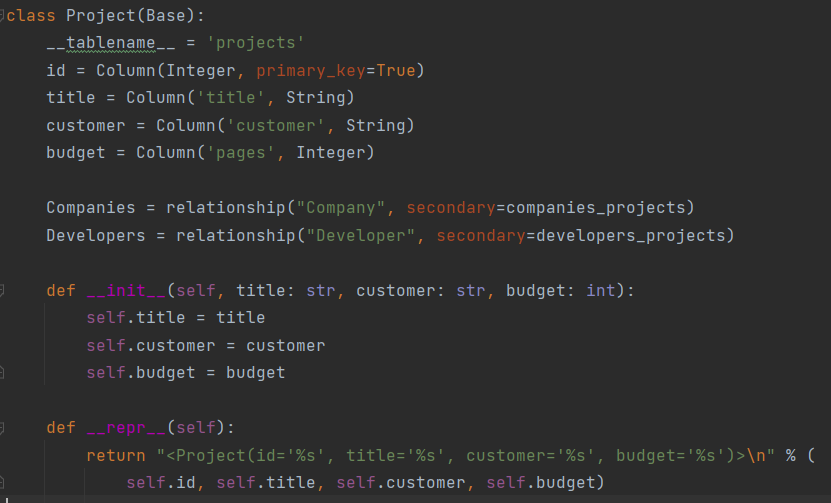 class Project(Base):
    __tablename__ = 'projects'
    id = Column(Integer, primary_key=True)
    title = Column('title', String)
    customer = Column('customer', String)
    budget = Column('pages', Integer)
    Companies = relationship("Company", secondary=companies_projects)
    Developers = relationship("Developer", secondary=developers_projects)
    def __init__(self, title: str, customer: str, budget: int):
        self.title = title
        self.customer = customer
        self.budget = budget
    def __repr__(self):
        return "<Project(id='%s', title='%s', customer='%s', budget='%s')>\n" % (
            self.id, self.title, self.customer, self.budget)